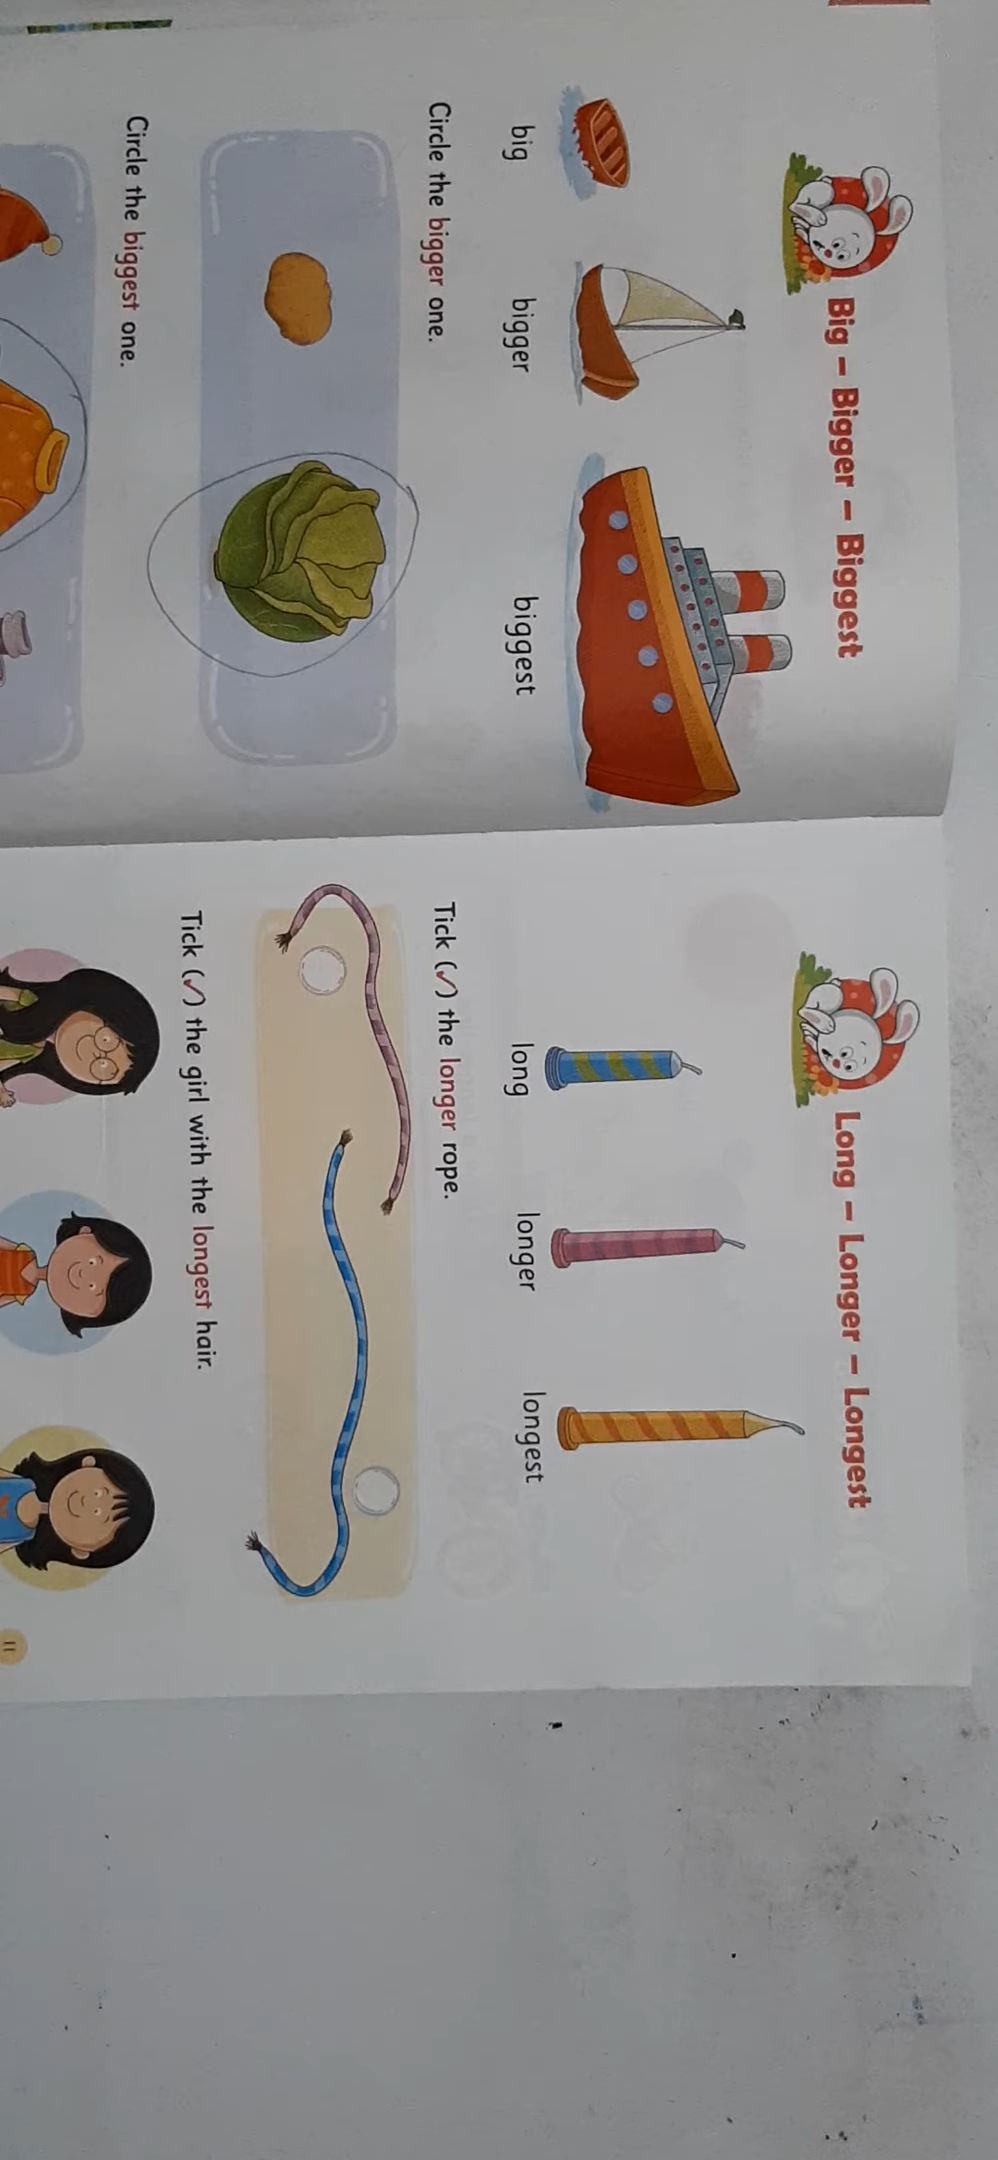 Big – Bigger – Biggest
big bigger biggest
Circle the bigger one.
Circle the biggest one.
Long – Longer – Longest
long longer longest
Tick (✓) the longer rope.
Tick (✓) the girl with the longest hair.
11